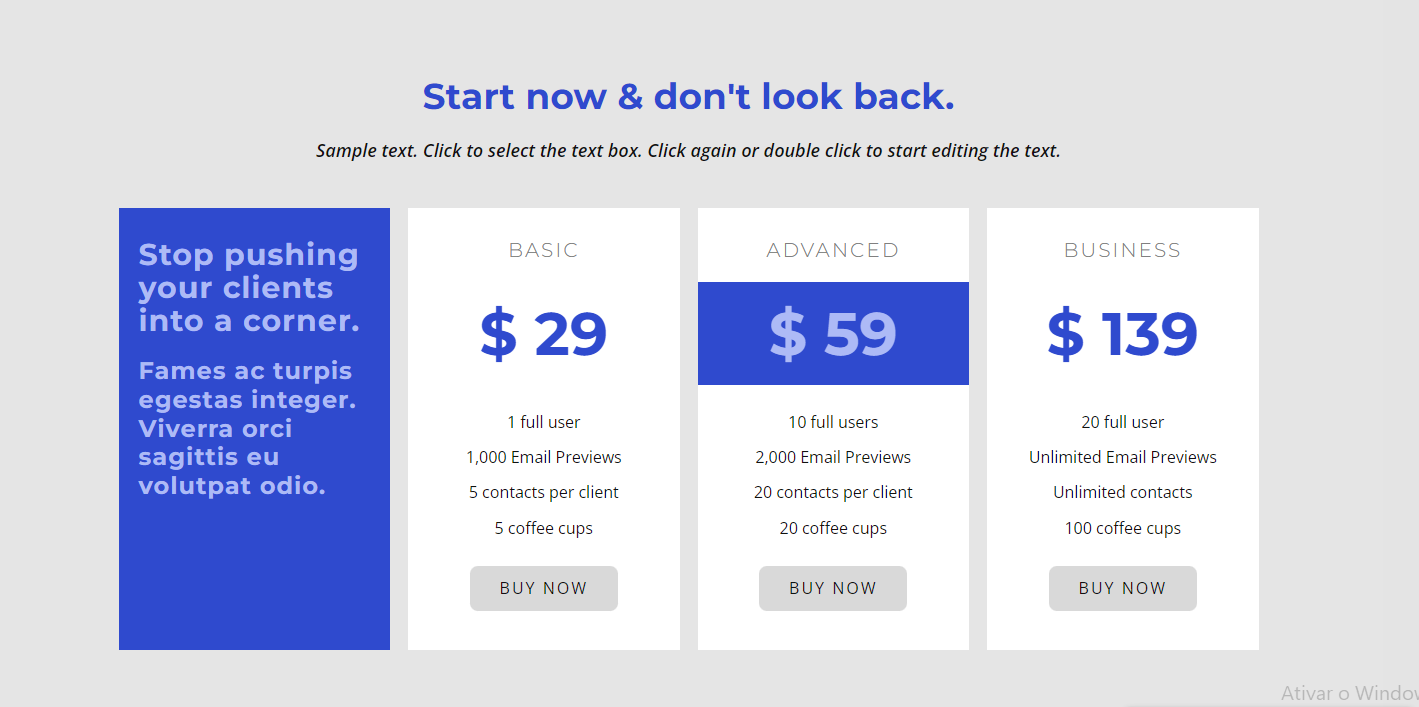 Start now & don't look back.
Sample text. Click to select the text box. Click again or double click to start editing the text.
Stop pushing
your clients
into a corner.
Fames ac turpis
egestas integer.
Viverra orci
sagittis eu
volutpat odio.
BASIC
$ 29
1 full user
1,000 Email Previews
5 contacts per client
5 coffee cups
BUY NOW
ADVANCED
$ 59
10 full users
2,000 Email Previews
20 contacts per client
20 coffee cups
BUY NOW
BUSINESS
$ 139
20 full user
Unlimited Email Previews
Unlimited contacts
100 coffee cups
BUY NOW
Ativar o